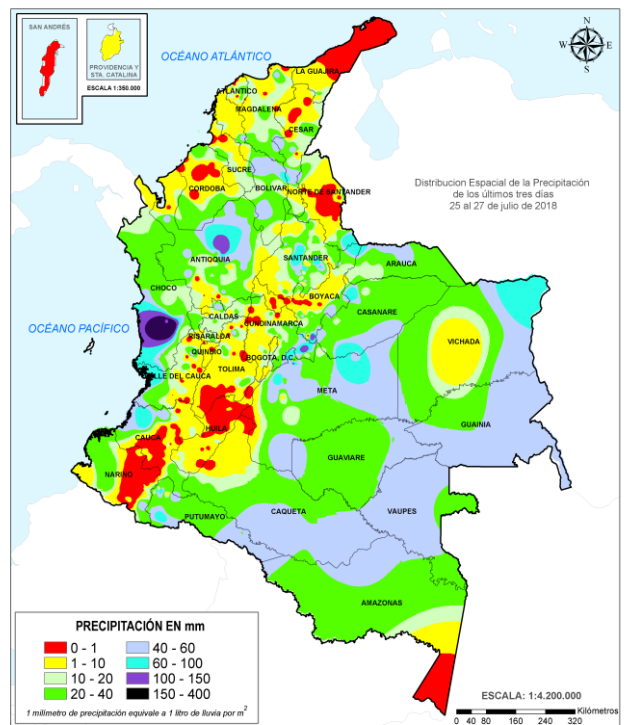 SAN ANDRÉS
PROVIDENCIA Y
STA. CATALINA
ESCALA 1:350.000
OCÉANO ATLÁNTICO
N
W
E
S
LA GUAJIRA
ATLANTICO
MAGDALENA
CESAR
SUCRE
CORDOBA
BOLIVAR
NORTE DE SANTANDER
Distribucion Espacial de la Precipitación
de los últimos tres días
25 al 27 de julio de 2018
ANTIOQUIA
SANTANDER
ARAUCA
CHOCO
BOYACA
CASANARE
OCÉANO PACÍFICO
CALDAS
CUNDINAMARCA
RISARALDA
VICHADA
QUINDIO
BOGOTA, D.C.
TOLIMA
VALLE DEL CAUCA
META
GUAINIA
HUILA
CAUCA
GUAVIARE
NARIÑO
CAQUETA
VAUPES
PUTUMAYO
AMAZONAS
PRECIPITACIÓN EN mm
0 - 1
40 - 60
1 - 10
60 - 100
10 - 20
100 - 150
20 - 40
150 - 400
1 milimetro de precipitación equivale a 1 litro de lluvia por m2
ESCALA: 1:4.200.000
Kilómetros
0 40 80 160 240 320